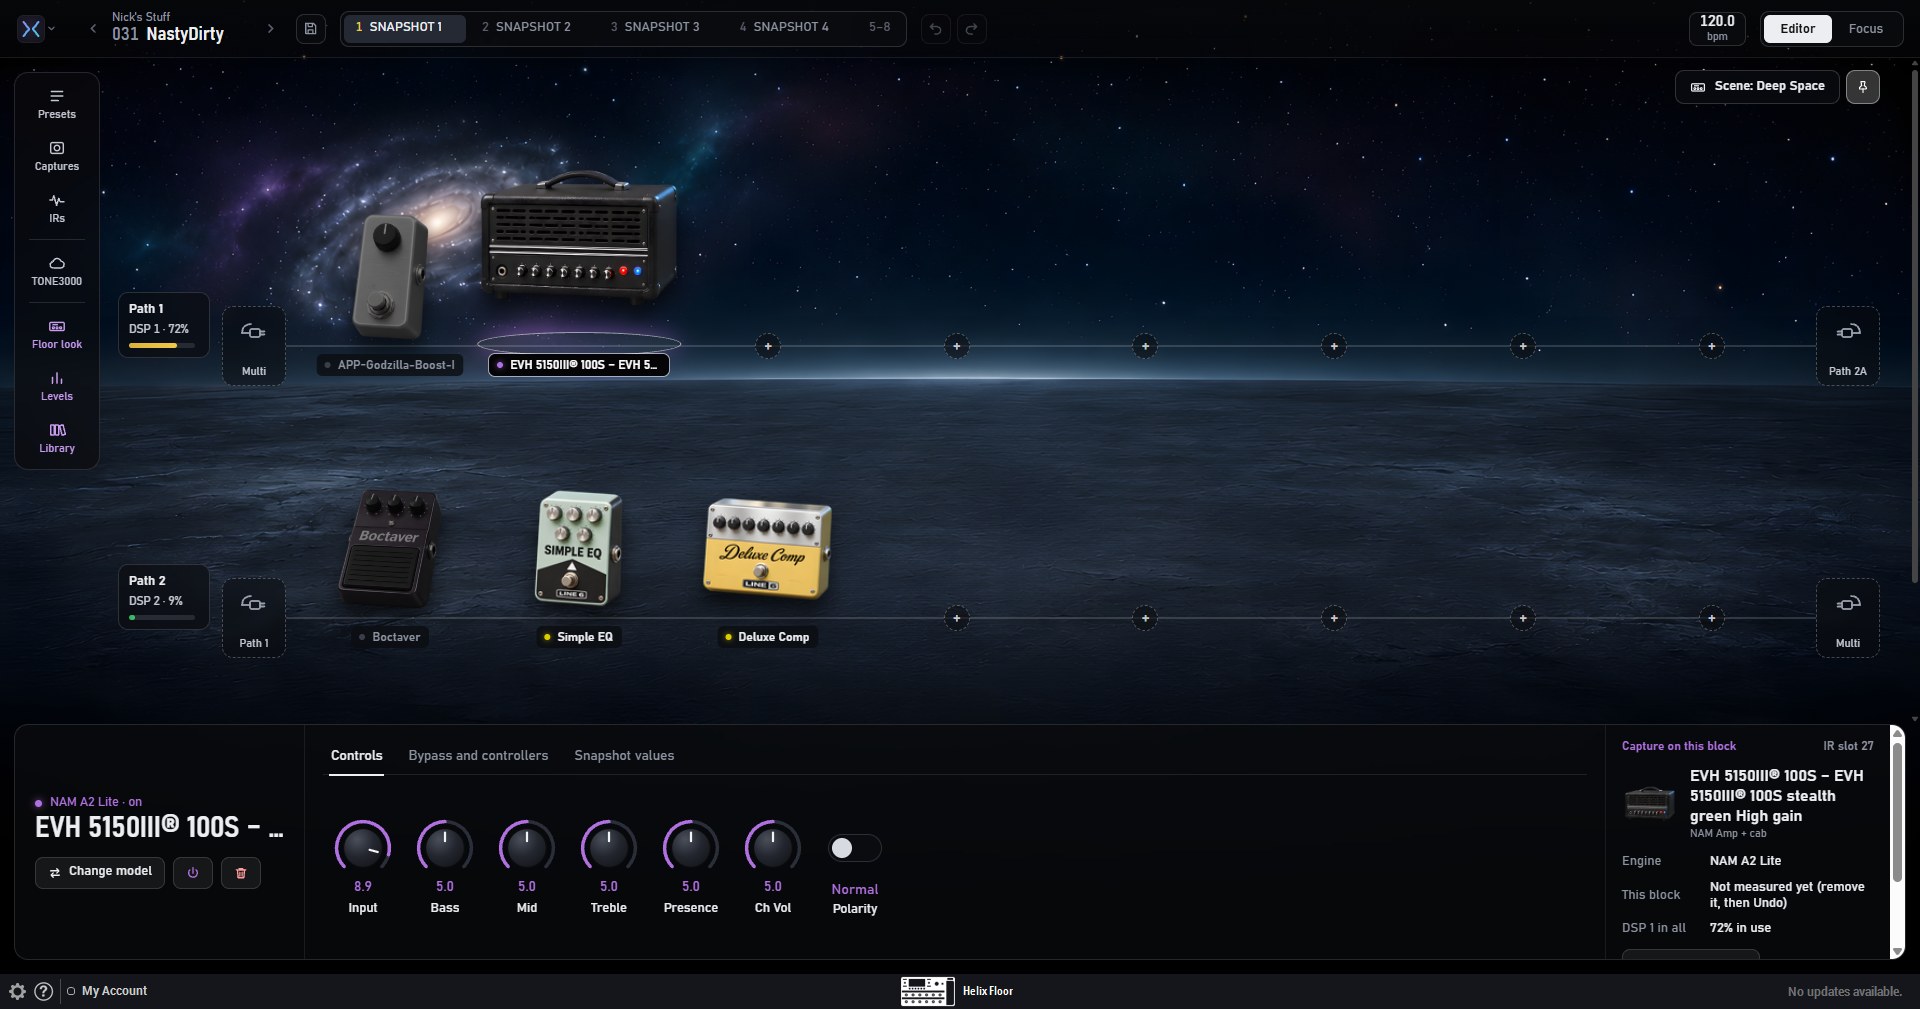 Nick's Stuff
031 NastyDirty
1 SNAPSHOT 1
2 SNAPSHOT 2
3 SNAPSHOT 3
4 SNAPSHOT 4
5-8
120.0
bpm
Editor
Focus
Scene: Deep Space
Presets
Captures
IRs
TONE3000
Floor look
Levels
Library
Path 1
DSP 1 · 72%
Multi
APP-Godzilla-Boost-I
EVH 5150III® 100S – EVH 5...
Path 2A
Boctaver
SIMPLE EQ
LINE 6
Deluxe Comp
LINE 6
Path 2
DSP 2 · 9%
Path 1
Boctaver
Simple EQ
Deluxe Comp
Multi
NAM A2 Lite · on
EVH 5150III® 100S – ...
Change model
Controls
Bypass and controllers
Snapshot values
8.9
5.0
5.0
5.0
5.0
5.0
Normal
Input
Bass
Mid
Treble
Presence
Ch Vol
Polarity
Capture on this block
IR slot 27
EVH 5150III® 100S – EVH
5150III® 100S stealth
green High gain
NAM Amp + cab
Engine
NAM A2 Lite
This block
Not measured yet (remove
it, then Undo)
DSP 1 in all
72% in use
My Account
Helix Floor
No updates available.